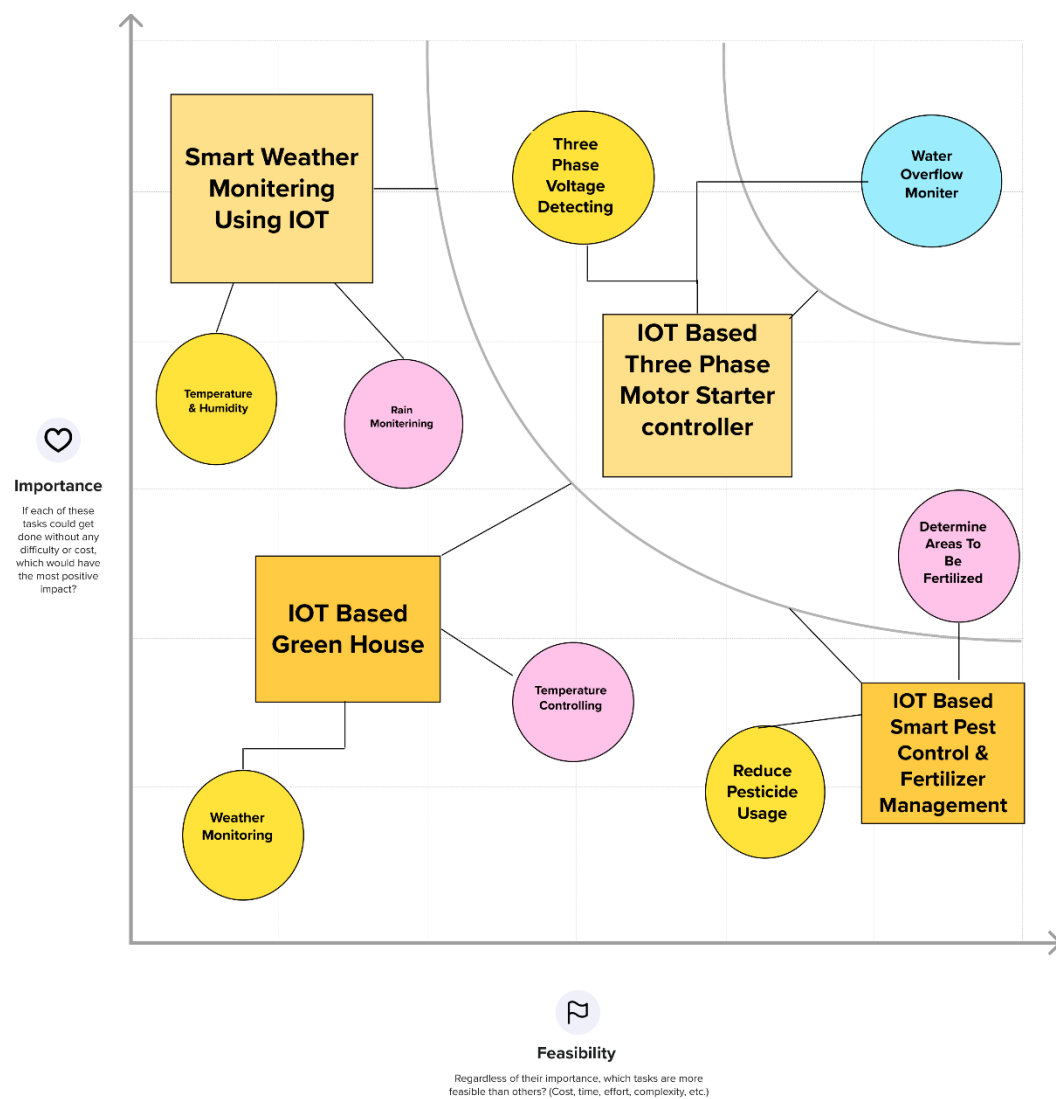 Smart Weather
Monitering
Using IOT
Three
Phase
Voltage
Detecting
Water
Overflow
Moniter
IOT Based
Three Phase
Motor Starter
controller
Temperature
& Humidity
Rain
Moniterining
Importance
If each of these
tasks could get
done without any
difficulty or cost,
which would have
the most positive
impact?
Determine
Areas To
Be
Fertilized
IOT Based
Green House
Temperature
Controlling
IOT Based
Smart Pest
Control &
Fertilizer
Management
Reduce
Pesticide
Usage
Weather
Monitoring
Feasibility
Regardless of their importance, which tasks are more
feasible than others? (Cost, time, effort, complexity, etc.)